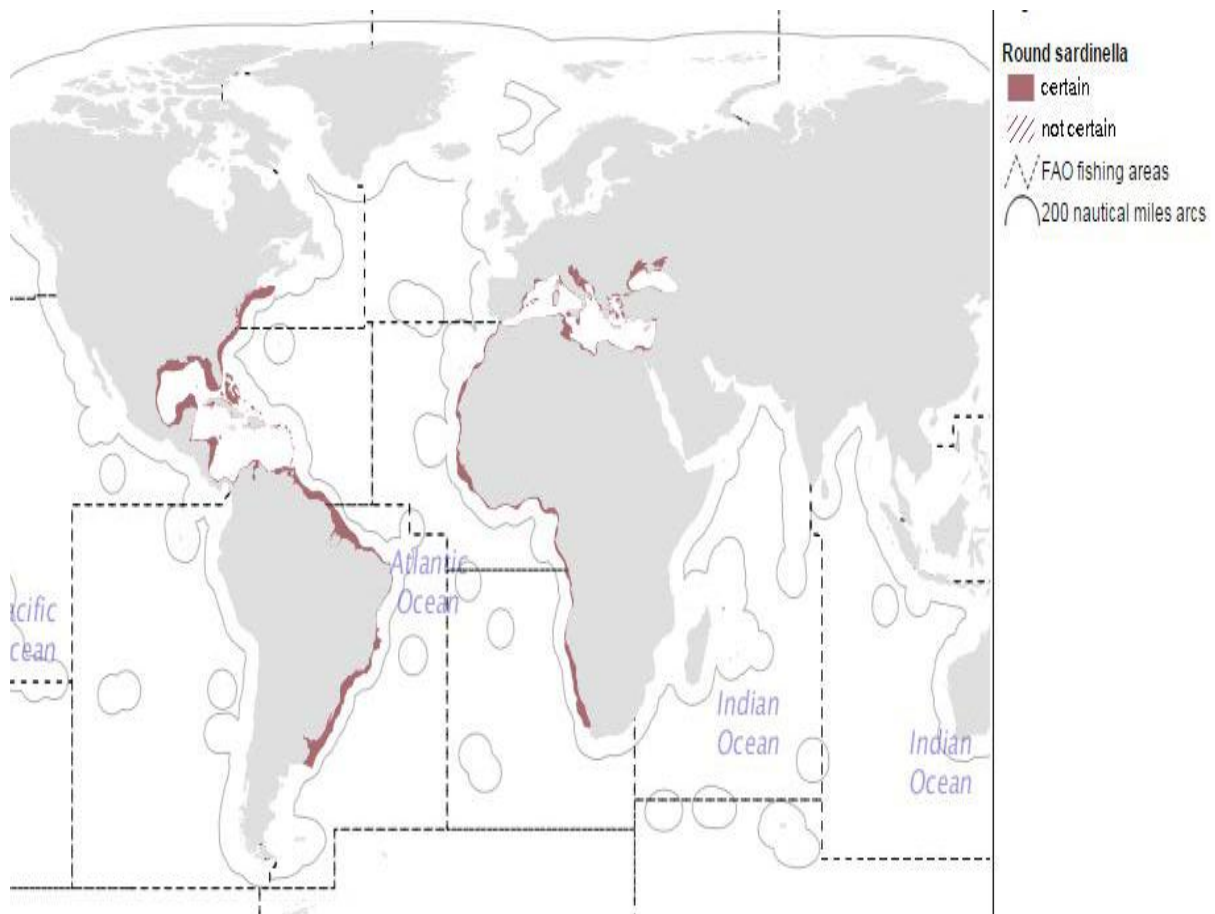 Round sardinella
certain
not certain
FAO fishing areas
200 nautical miles arcs
Atlantic
Ocean
acific
cean
Indian
Ocean
Indian
Ocean